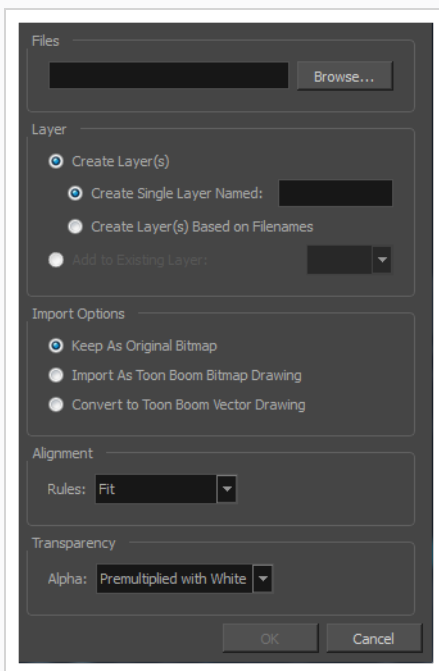 Files
Browse...
Layer
Create Layer(s)
Create Single Layer Named:
Create Layer(s) Based on Filenames
Add to Existing Layer:
Import Options
Keep As Original Bitmap
Import As Toon Boom Bitmap Drawing
Convert to Toon Boom Vector Drawing
Alignment
Rules: Fit
Transparency
Alpha: Premultiplied with White
OK Cancel